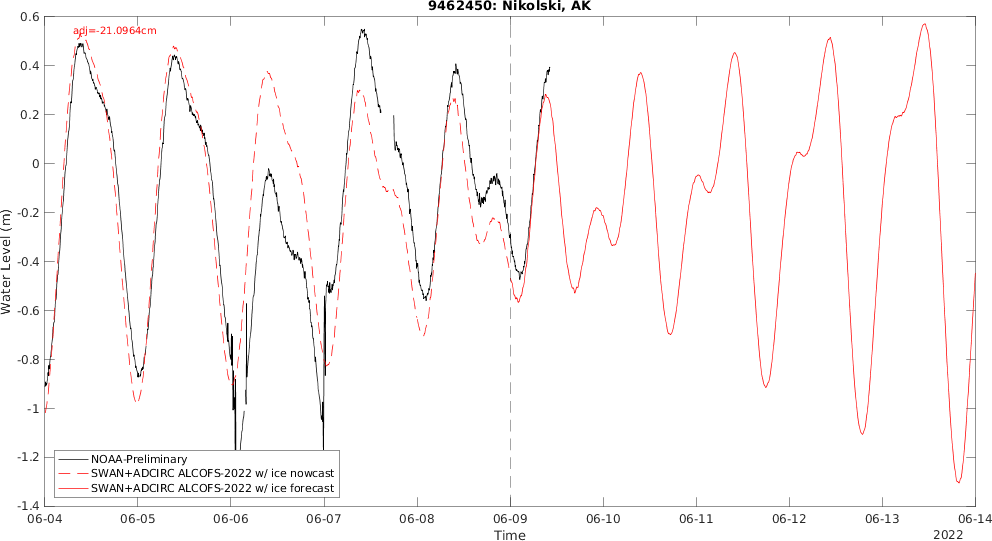 9462450: Nikolski, AK
adj=-21.0964cm
0.6
0.4
0.2
0
-0.2
-0.4
-0.6
-0.8
-1
-1.2
-1.4
Water Level (m)
NOAA-Preliminary
SWAN+ADCIRC ALCOFS-2022 w/ ice nowcast
SWAN+ADCIRC ALCOFS-2022 w/ ice forecast
06-04 06-05 06-06 06-07 06-08 06-09 06-10 06-11 06-12 06-13 06-14
Time
2022